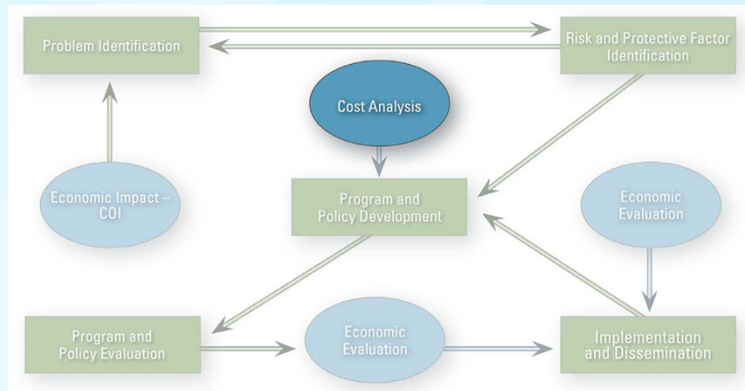 Problem Identification
Risk and Protective Factor
Identification
Cost Analysis
Economic Impact –
COI
Program and
Policy Development
Economic
Evaluation
Program and
Policy Evaluation
Economic
Evaluation
Implementation
and Dissemination